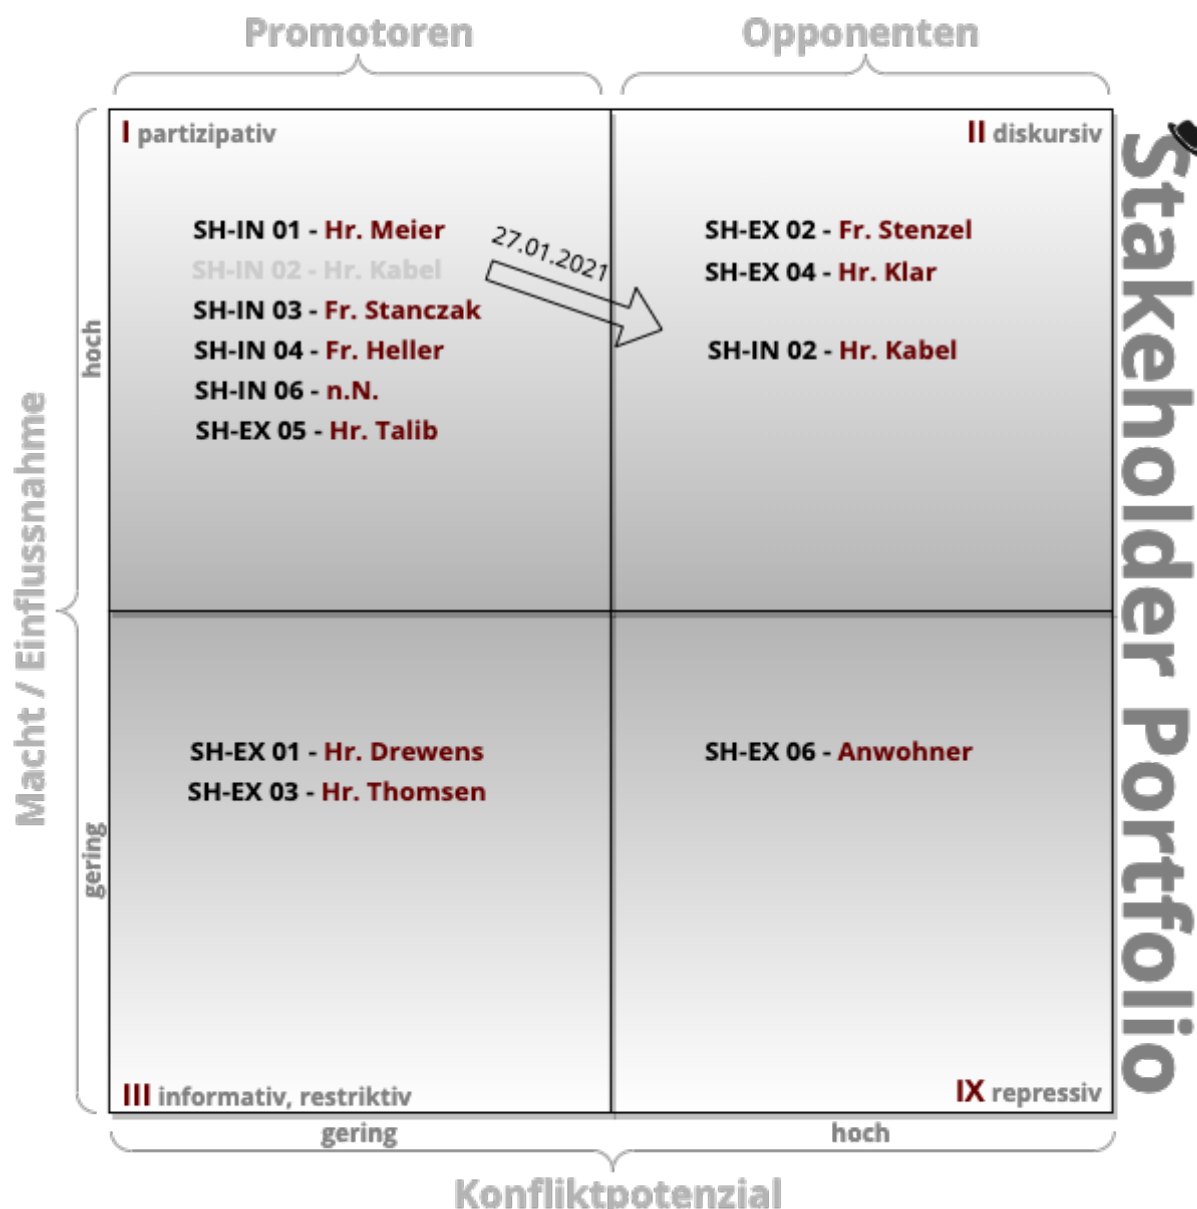 Promotoren
Opponenten
I partizipativ
II diskursiv
SH-IN 01 - Hr. Meier
SH-IN 02 - Hr. Kabel
SH-IN 03 - Fr. Stanczak
SH-IN 04 - Fr. Heller
SH-IN 06 - n.N.
SH-EX 05 - Hr. Talib
27.01.2021
SH-EX 02 - Fr. Stenzel
SH-EX 04 - Hr. Klar
SH-IN 02 - Hr. Kabel
hoch
Macht / Einflussnahme
gering
SH-EX 01 - Hr. Drewens
SH-EX 03 - Hr. Thomsen
SH-EX 06 - Anwohner
III informativ, restriktiv
IX repressiv
gering
hoch
Konfliktpotenzial
Stakeholder Portfolio